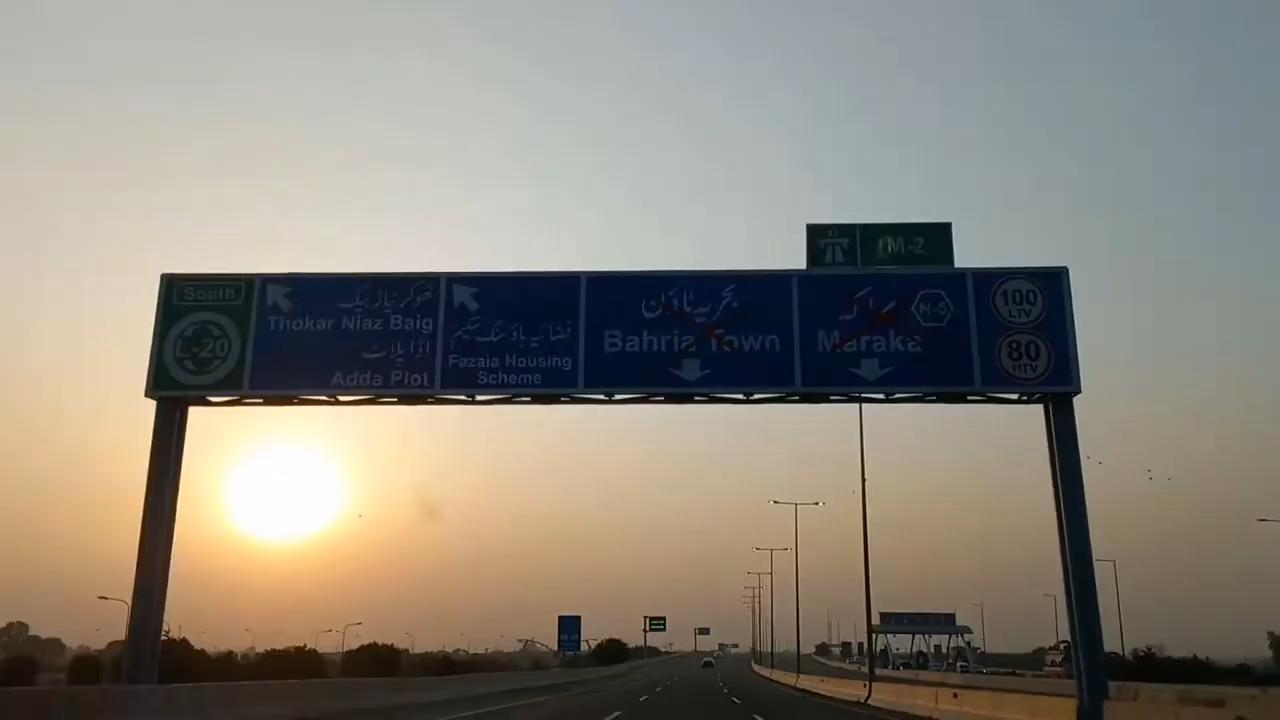 M-2
South
L-20
ٹھوکر نیاز بیگ
Thokar Niaz Baig
اڈا پلاٹ
Adda Plot
فضائیہ ہاؤسنگ سکیم
Fazaia Housing
Scheme
بحریہ ٹاؤن
Bahria Town
مراکہ
Maraka
N-5
100
LTV
80
HTV